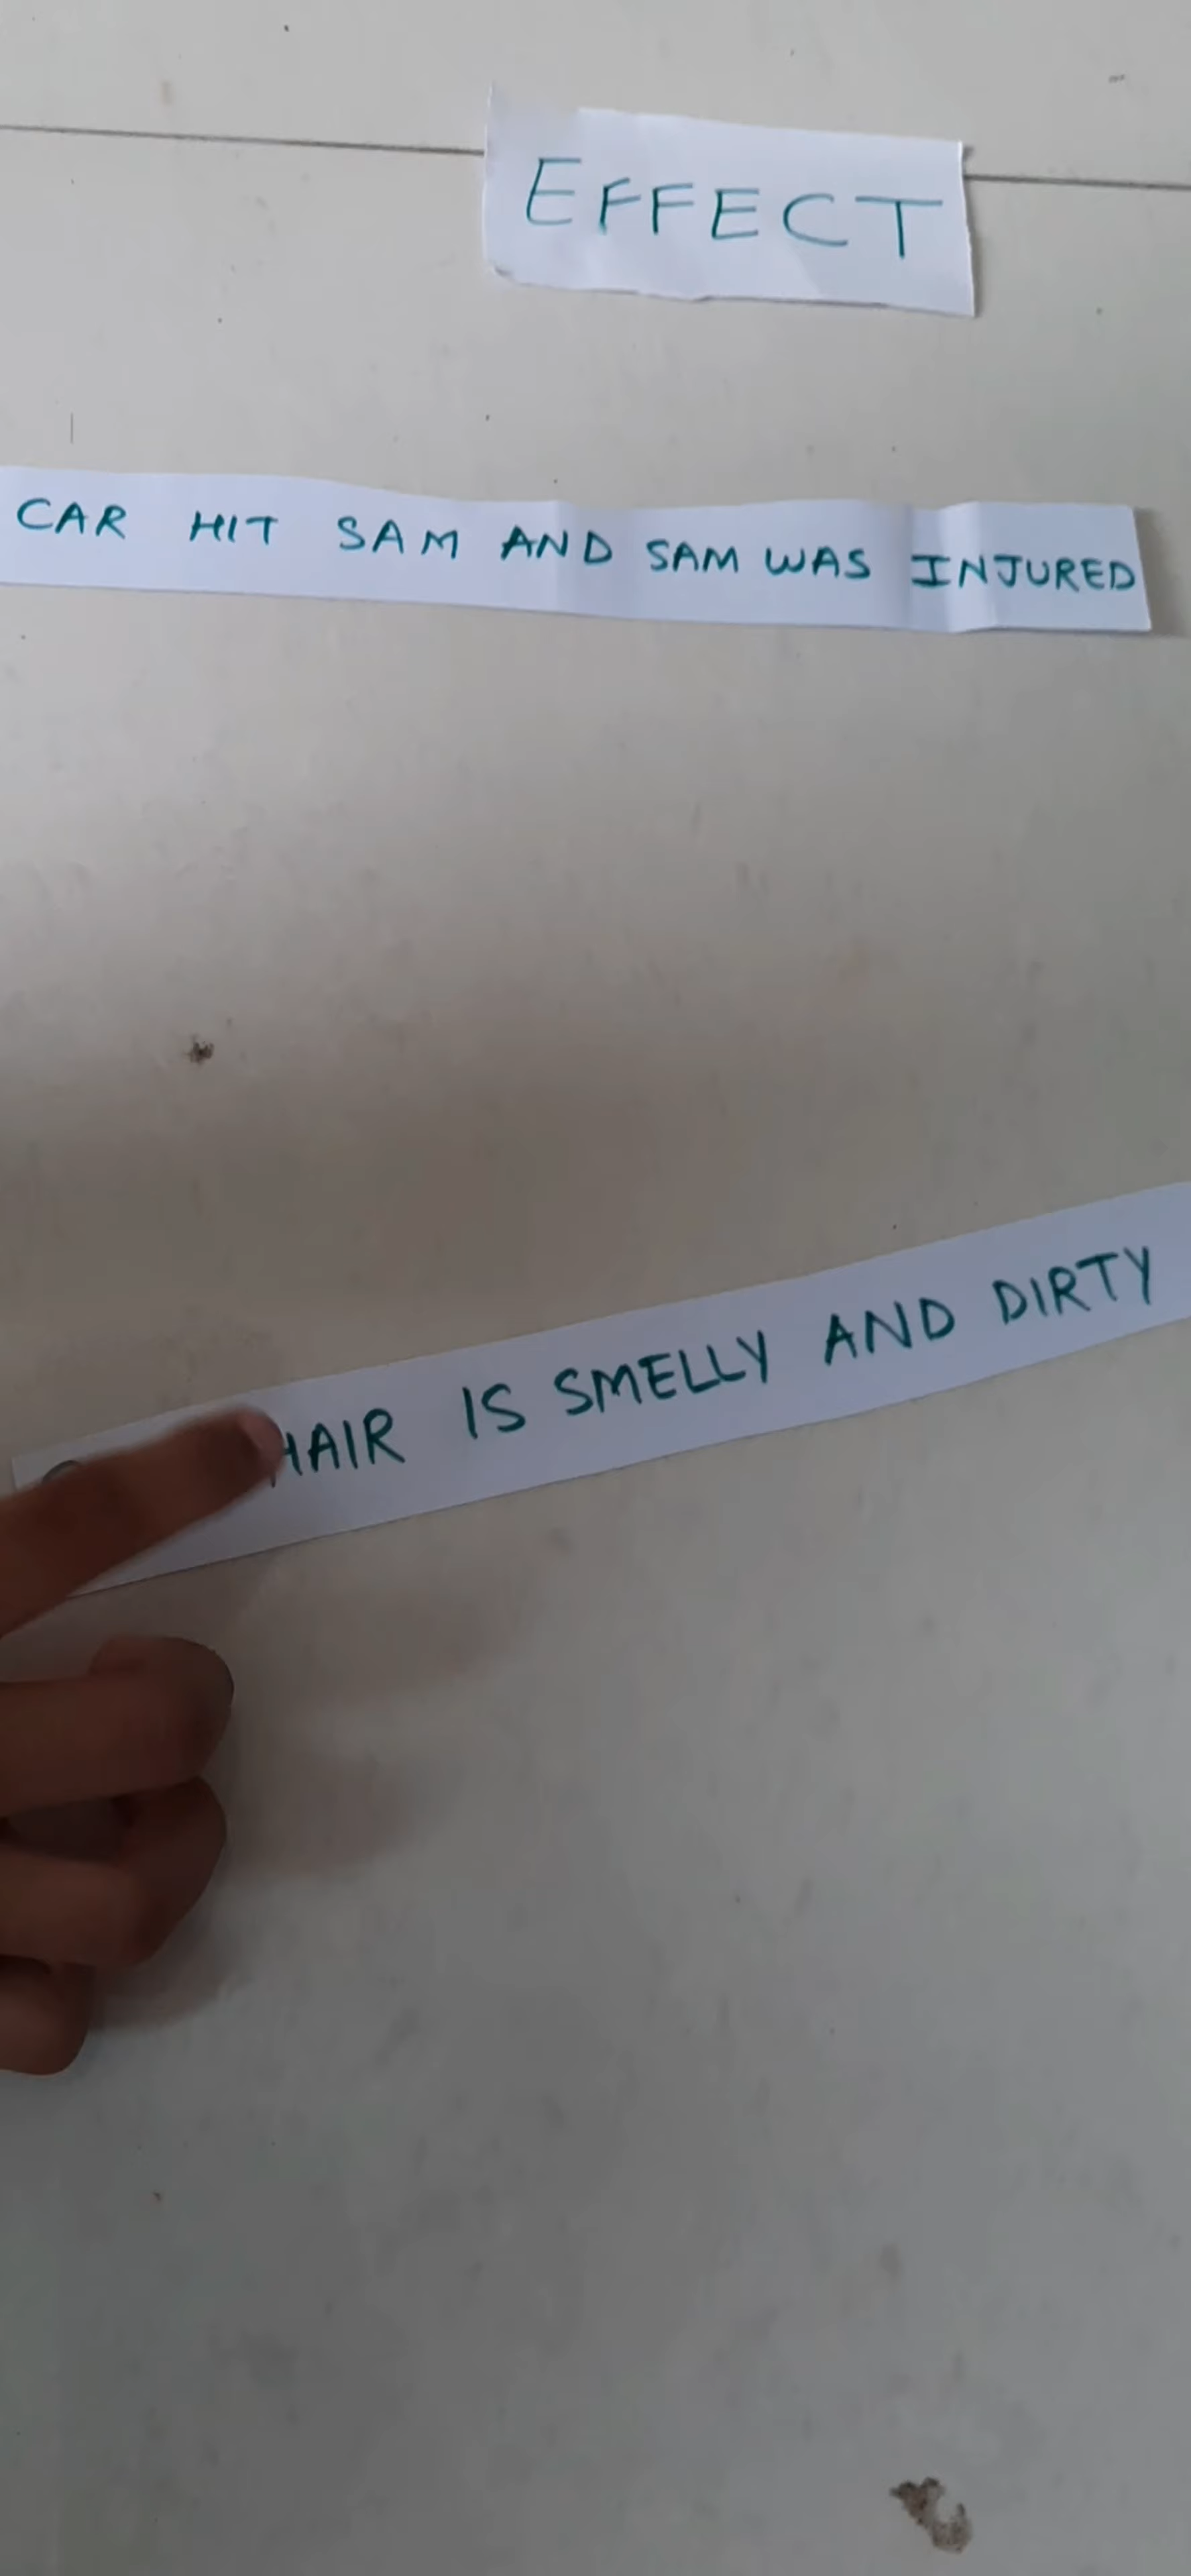 EFFECT
CAR HIT SAM AND SAM WAS INJURED
HAIR IS SMELLY AND DIRTY